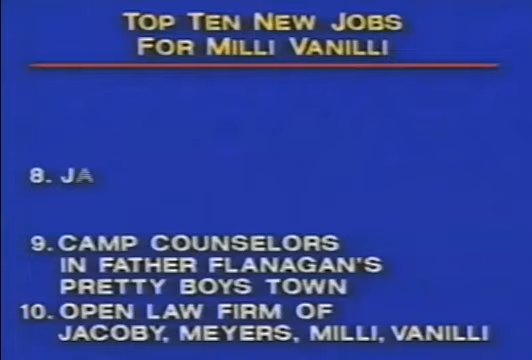 TOP TEN NEW JOBS
FOR MILLI VANILLI
8. JA
9. CAMP COUNSELORS
IN FATHER FLANAGAN'S
PRETTY BOYS TOWN
10. OPEN LAW FIRM OF
JACOBY, MEYERS, MILLI, VANILLI